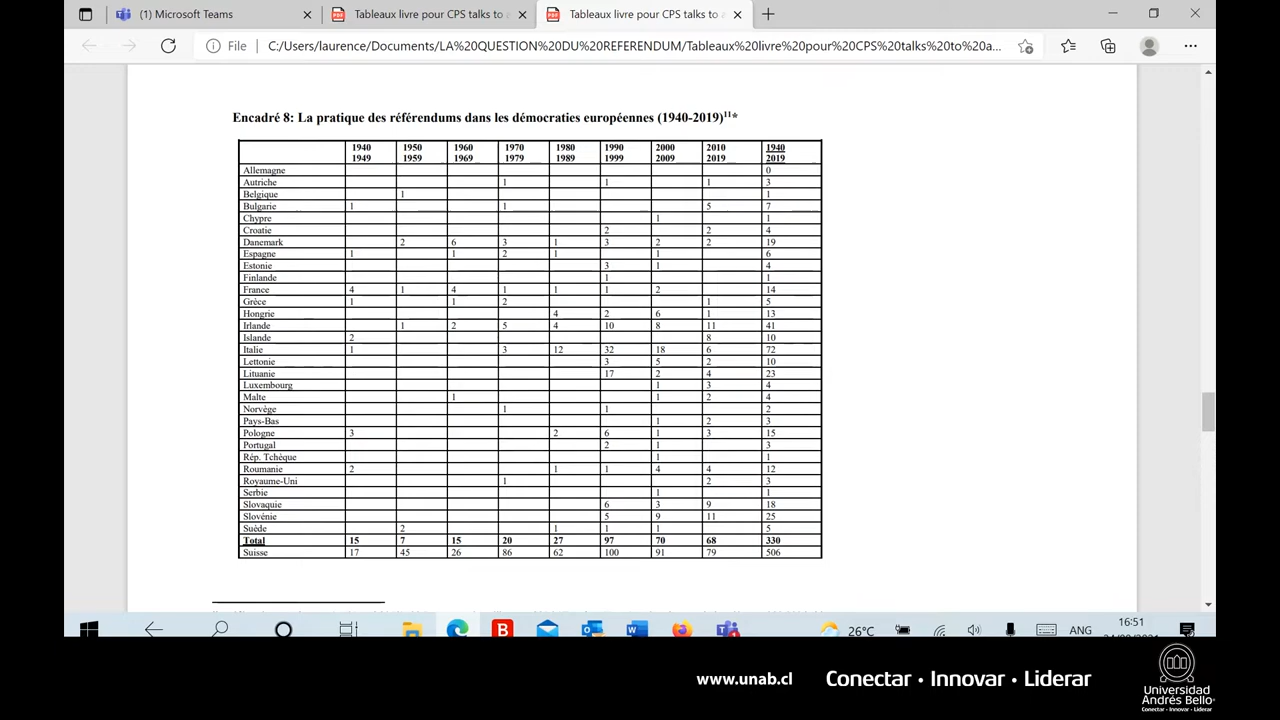 (1) Microsoft Teams
Tableaux livre pour CPS talks to a
Tableaux livre pour CPS talks to a
File C:/Users/laurence/Documents/LA%20QUESTION%20DU%20REFERENDUM/Tableaux%20livre%20pour%20CPS%20talks%20to%20a...
Encadré 8: La pratique des référendums dans les démocraties européennes (1940-2019)11*
1940 1950 1960 1970 1980 1990 2000 2010 1940
1949 1959 1969 1979 1989 1999 2009 2019 2019
Allemagne 0
Autriche 1 1 1 3
Belgique 1 1
Bulgarie 1 1 5 7
Chypre 1 1
Croatie 2 2 4
Danemark 2 6 3 1 3 2 2 19
Espagne 1 1 2 1 1 6
Estonie 3 1 4
Finlande 1 1
France 4 1 4 1 1 1 2 14
Grèce 1 1 2 1 5
Hongrie 4 2 6 1 13
Irlande 1 2 5 4 10 8 11 41
Islande 2 8 10
Italie 1 3 12 32 18 6 72
Lettonie 3 5 2 10
Lituanie 17 2 4 23
Luxembourg 1 3 4
Malte 1 1 2 4
Norvège 1 1 2
Pays-Bas 1 2 3
Pologne 3 2 6 1 3 15
Portugal 2 1 3
Rép. Tchèque 1 1
Roumanie 2 1 1 4 4 12
Royaume-Uni 1 2 3
Serbie 1 1
Slovaquie 6 3 9 18
Slovénie 5 9 11 25
Suède 2 1 1 1 5
Total 15 7 15 20 27 97 70 68 330
Suisse 17 45 26 86 62 100 91 79 506
26°C ANG 16:51
www.unab.cl Conectar · Innovar · Liderar
Universidad
Andrés Bello
Conectar · Innovar · Liderar